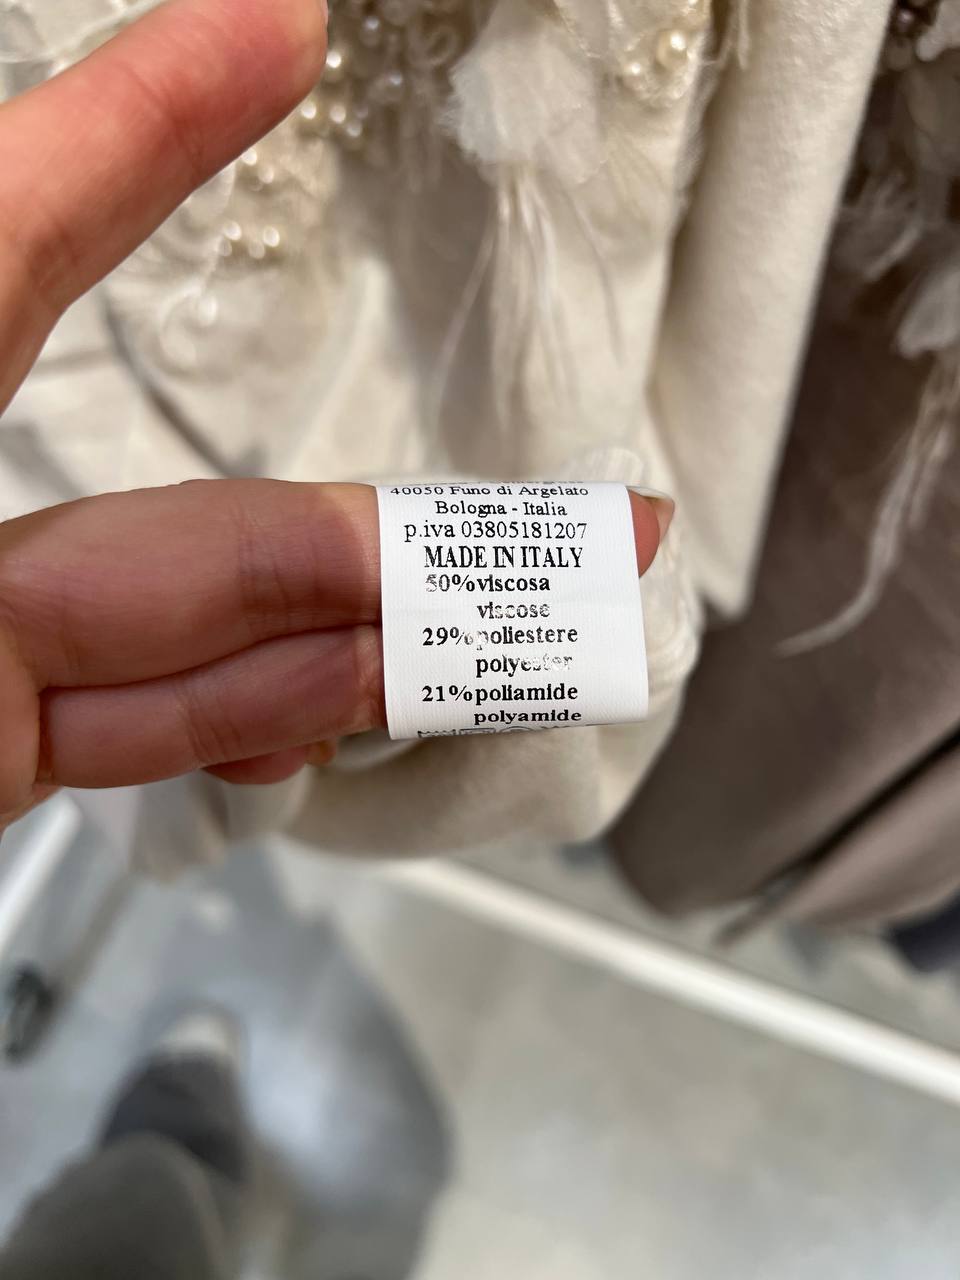 40050 Funo di Argelato
Bologna - Italia
p.iva 03805181207
MADE IN ITALY
50% viscosa
viscose
29% poliestere
polyester
21% poliamide
polyamide